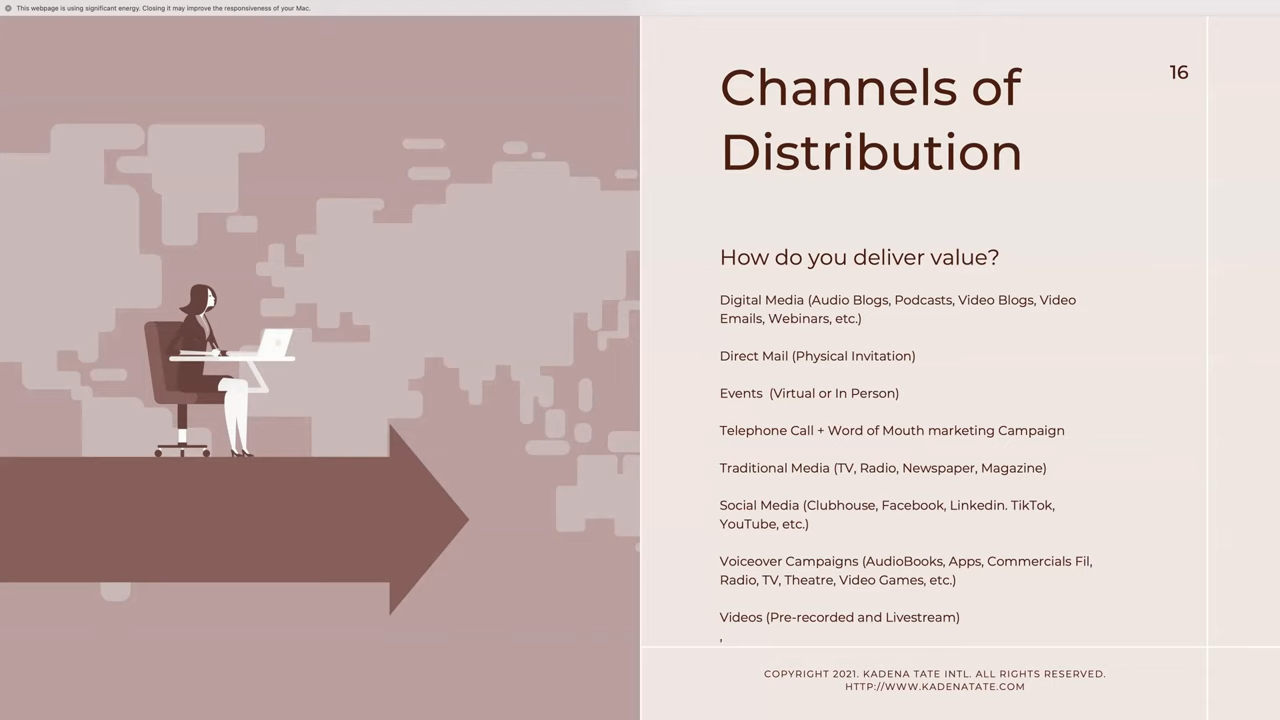 This webpage is using significant energy. Closing it may improve the responsiveness of your Mac.
Channels of
Distribution
16
How do you deliver value?
Digital Media (Audio Blogs, Podcasts, Video Blogs, Video
Emails, Webinars, etc.)
Direct Mail (Physical Invitation)
Events  (Virtual or In Person)
Telephone Call + Word of Mouth marketing Campaign
Traditional Media (TV, Radio, Newspaper, Magazine)
Social Media (Clubhouse, Facebook, Linkedin. TikTok,
YouTube, etc.)
Voiceover Campaigns (AudioBooks, Apps, Commercials Fil,
Radio, TV, Theatre, Video Games, etc.)
Videos (Pre-recorded and Livestream)
,
COPYRIGHT 2021. KADENA TATE INTL. ALL RIGHTS RESERVED.
HTTP://WWW.KADENATATE.COM